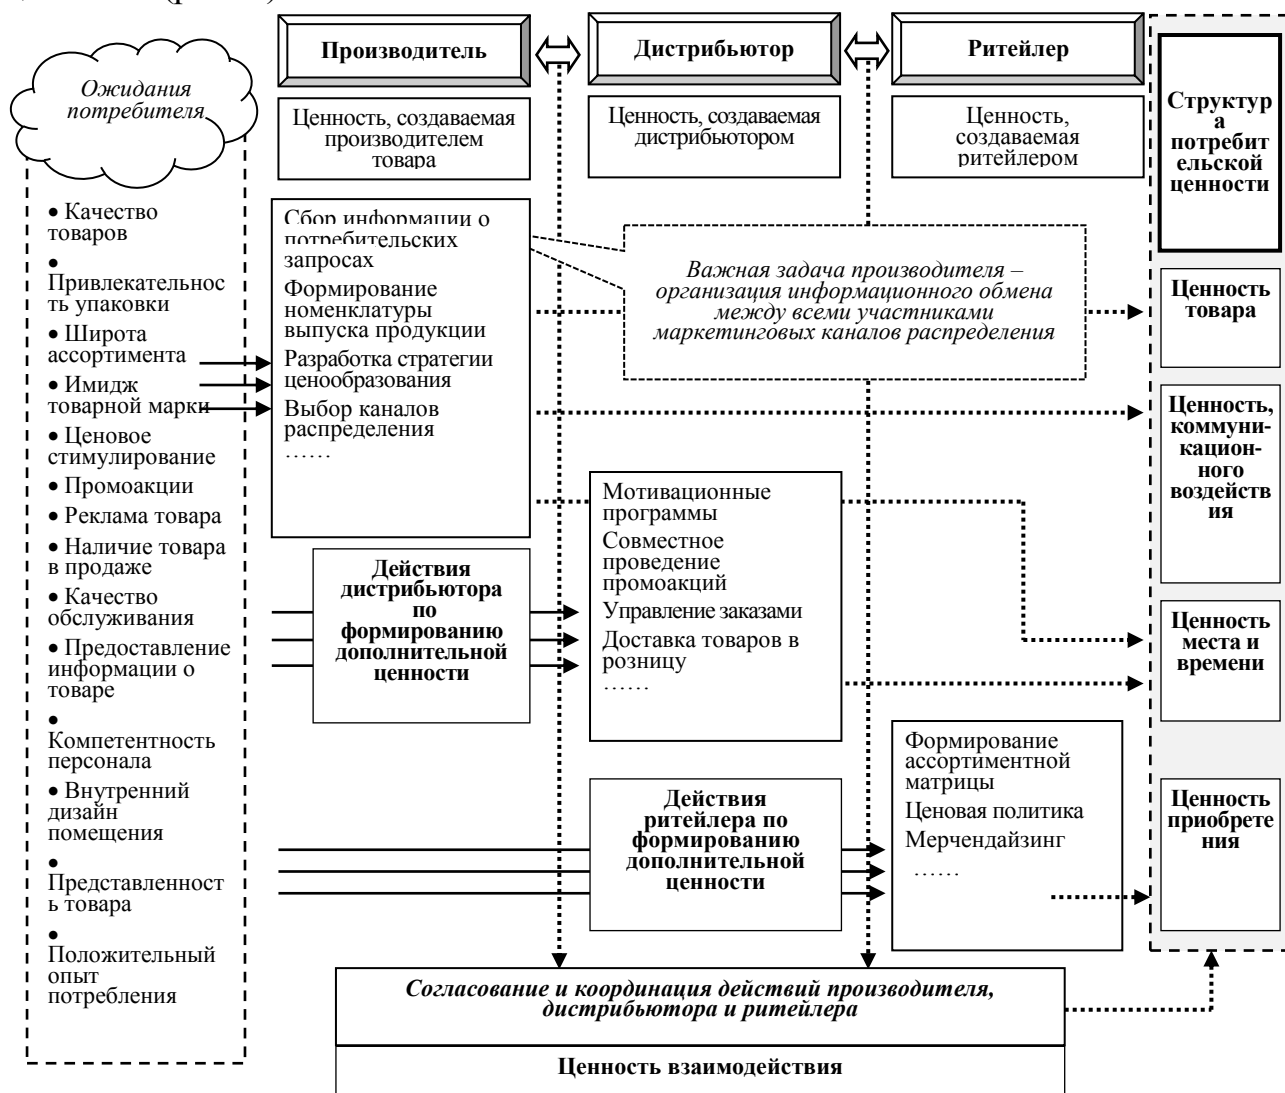 Производитель
Дистрибьютор
Ритейлер
Ожидания
потребителя
Ценность, создаваемая
производителем
товара
Ценность, создаваемая
дистрибьютором
Ценность,
создаваемая
ритейлером
Структур
а
потребит
ельской
ценности
• Качество
товаров
•
Привлекательнос
ть упаковки
• Широта
ассортимента
• Имидж
товарной марки
• Ценовое
стимулирование
• Промоакции
• Реклама товара
• Наличие товара
в продаже
• Качество
обслуживания
• Предоставление
информации о
товаре
•
Компетентность
персонала
• Внутренний
дизайн
помещения
•
Представленност
ь товара
•
Положительный
опыт
потребления
Сбор информации о
потребительских
запросах
Формирование
номенклатуры
выпуска продукции
Разработка стратегии
ценообразования
Выбор каналов
распределения
……
Важная задача производителя –
организация информационного обмена
между всеми участниками
маркетинговых каналов распределения
Ценность
товара
Ценность,
коммуни-
кацион-
ного
воздейств
ия
Мотивационные
программы
Совместное
проведение
промоакций
Управление заказами
Доставка товаров в
розницу
……
Действия
дистрибьютора
по
формированию
дополнительной
ценности
Ценность
места и
времени
Действия
ритейлера по
формированию
дополнительной
ценности
Формирование
ассортиментной
матрицы
Ценовая политика
Мерчендайзинг
……
Ценность
приобрете
ния
Согласование и координация действий производителя,
дистрибьютора и ритейлера
Ценность взаимодействия